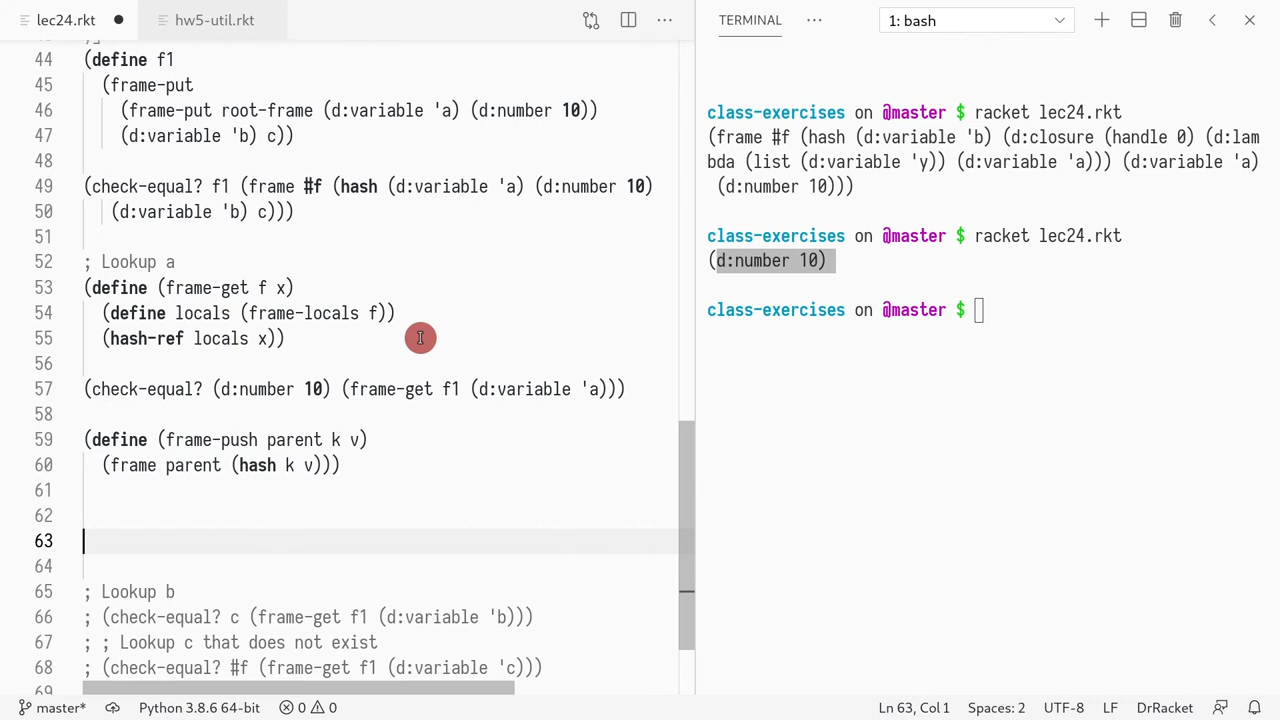 lec24.rkt
hw5-util.rkt
TERMINAL
1: bash
44 (define f1
45 (frame-put
46 (frame-put root-frame (d:variable 'a) (d:number 10))
47 (d:variable 'b) c))
48
49 (check-equal? f1 (frame #f (hash (d:variable 'a) (d:number 10)
50 (d:variable 'b) c)))
51
52 ; Lookup a
53 (define (frame-get f x)
54 (define locals (frame-locals f))
55 (hash-ref locals x))
56
57 (check-equal? (d:number 10) (frame-get f1 (d:variable 'a)))
58
59 (define (frame-push parent k v)
60 (frame parent (hash k v)))
61
62
63
64
65 ; Lookup b
66 ; (check-equal? c (frame-get f1 (d:variable 'b)))
67 ; ; Lookup c that does not exist
68 ; (check-equal? #f (frame-get f1 (d:variable 'c)))
69
class-exercises on @master $ racket lec24.rkt
(frame #f (hash (d:variable 'b) (d:closure (handle 0) (d:lam
bda (list (d:variable 'y)) (d:variable 'a))) (d:variable 'a)
(d:number 10)))
class-exercises on @master $ racket lec24.rkt
(d:number 10)
class-exercises on @master $
master* Python 3.8.6 64-bit 0 0 Ln 63, Col 1 Spaces: 2 UTF-8 LF DrRacket